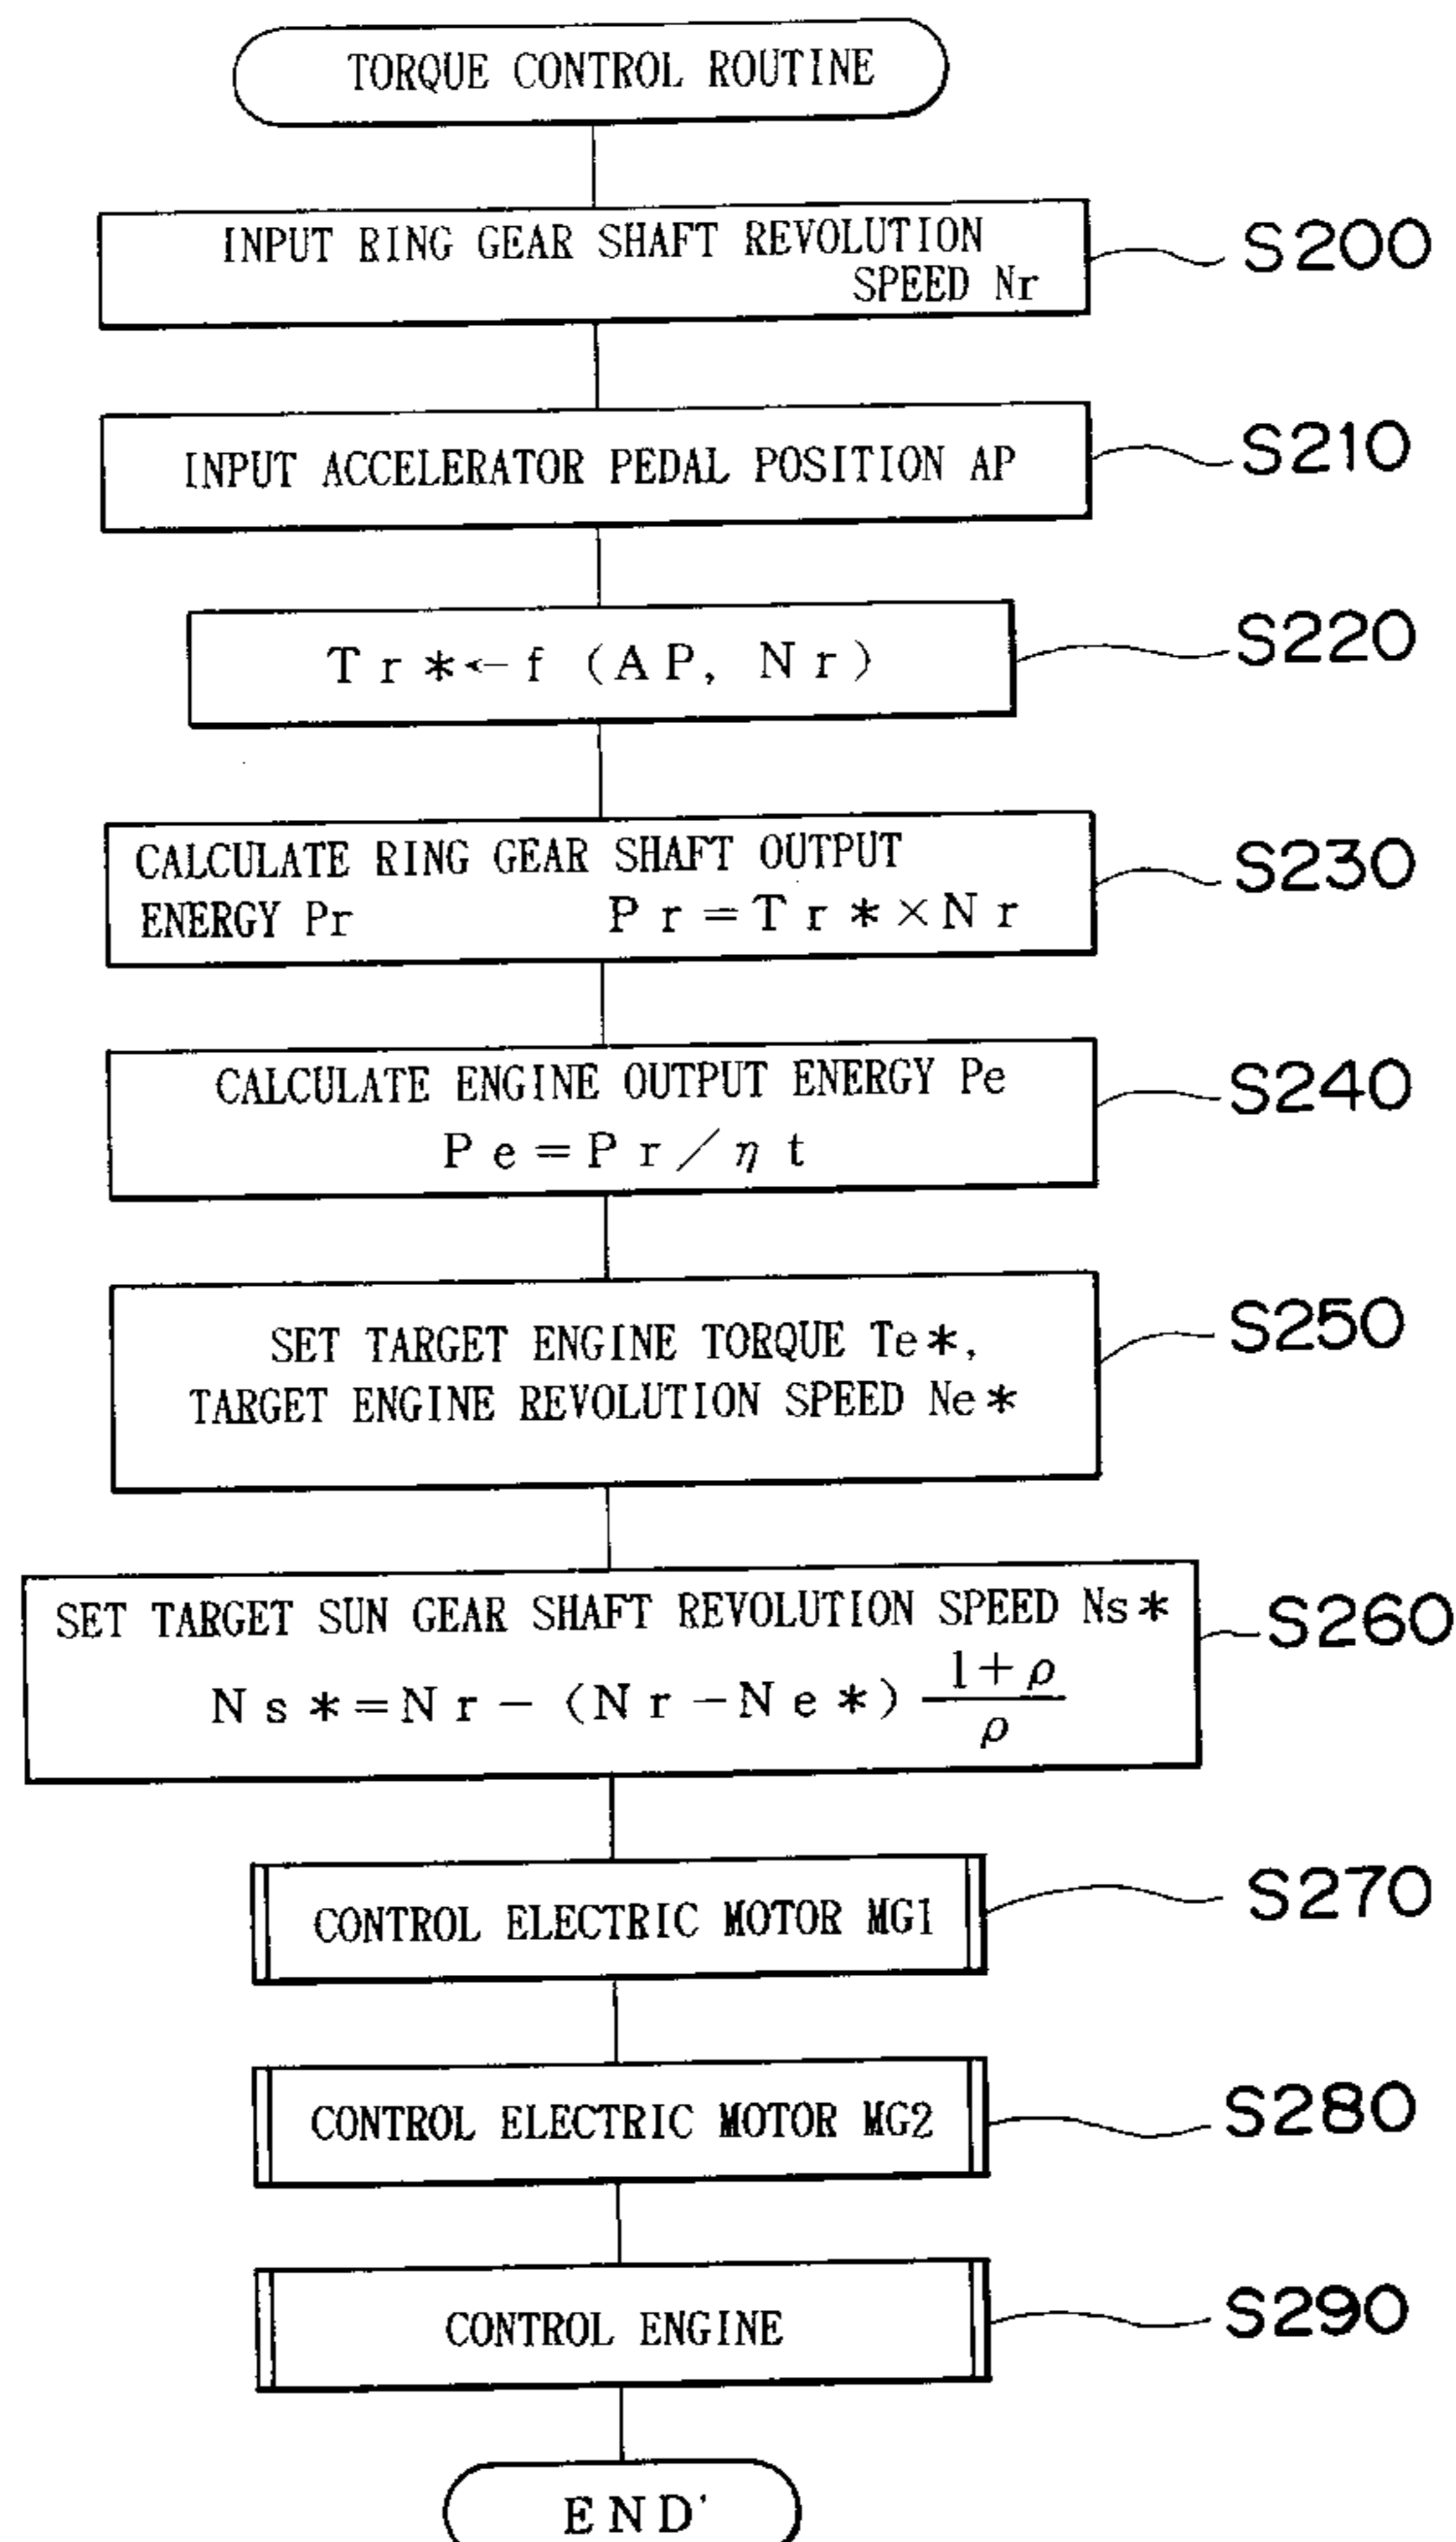 TORQUE CONTROL ROUTINE
INPUT RING GEAR SHAFT REVOLUTION
SPEED Nr
S200
INPUT ACCELERATOR PEDAL POSITION AP
S210
Tr*←f (AP, Nr)
S220
CALCULATE RING GEAR SHAFT OUTPUT
ENERGY Pr Pr=Tr*×Nr
S230
CALCULATE ENGINE OUTPUT ENERGY Pe
Pe=Pr/ηt
S240
SET TARGET ENGINE TORQUE Te*,
TARGET ENGINE REVOLUTION SPEED Ne*
S250
SET TARGET SUN GEAR SHAFT REVOLUTION SPEED Ns*
Ns*=Nr-(Nr-Ne*) (1+ρ)/ρ
S260
CONTROL ELECTRIC MOTOR MG1
S270
CONTROL ELECTRIC MOTOR MG2
S280
CONTROL ENGINE
S290
END